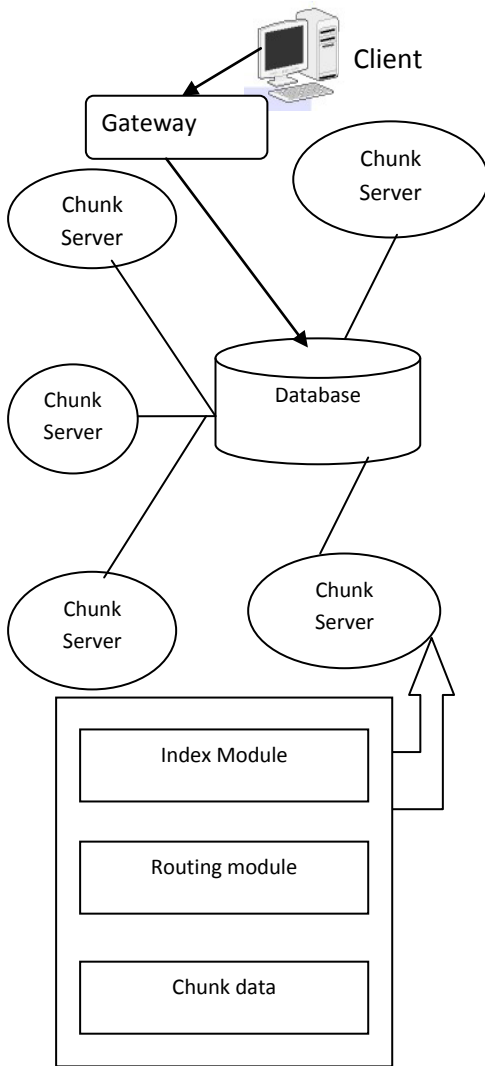 Client
Gateway
Chunk
Server
Chunk
Server
Database
Chunk
Server
Chunk
Server
Chunk
Server
Index Module
Routing module
Chunk data